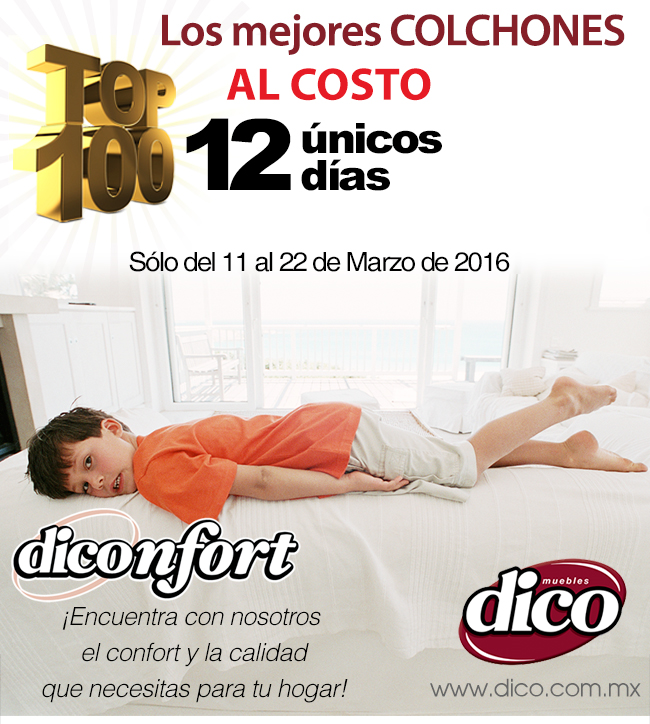 Los mejores COLCHONES
AL COSTO
TOP
100
12 únicos
días
Sólo del 11 al 22 de Marzo de 2016
diconfort
¡Encuentra con nosotros
el confort y la calidad
que necesitas para tu hogar!
muebles
dico
www.dico.com.mx